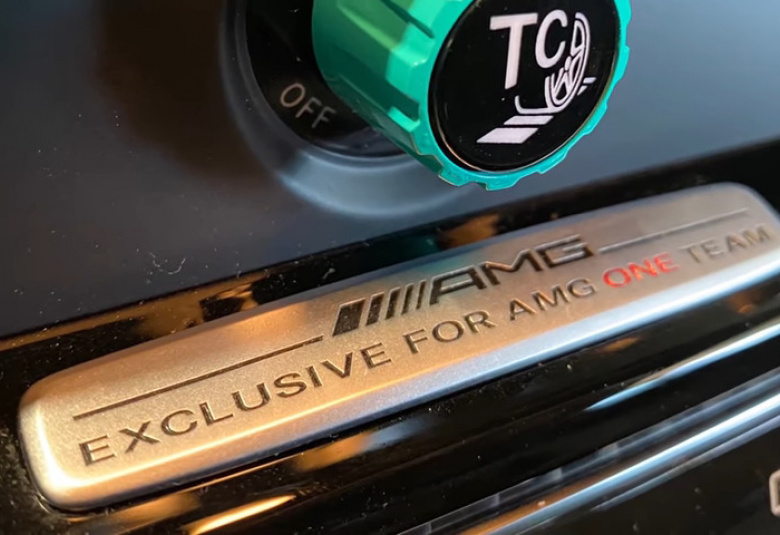 TC
OFF
AMG
EXCLUSIVE FOR AMG ONE TEAM